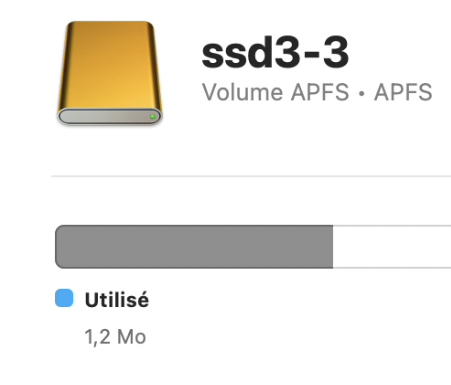 ssd3-3
Volume APFS • APFS
Utilisé
1,2 Mo